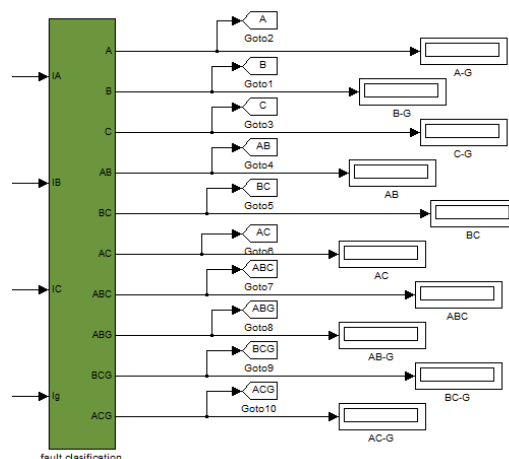 A
Goto2
A
A-G
IA
B
Goto1
B
B-G
C
Goto3
C
C-G
AB
Goto4
AB
AB
IB
BC
Goto5
BC
BC
AC
Goto6
AC
AC
IC
ABC
Goto7
ABC
ABC
ABG
Goto8
ABG
AB-G
BCG
Goto9
BCG
BC-G
Ig
ACG
Goto10
ACG
AC-G
fault clasification